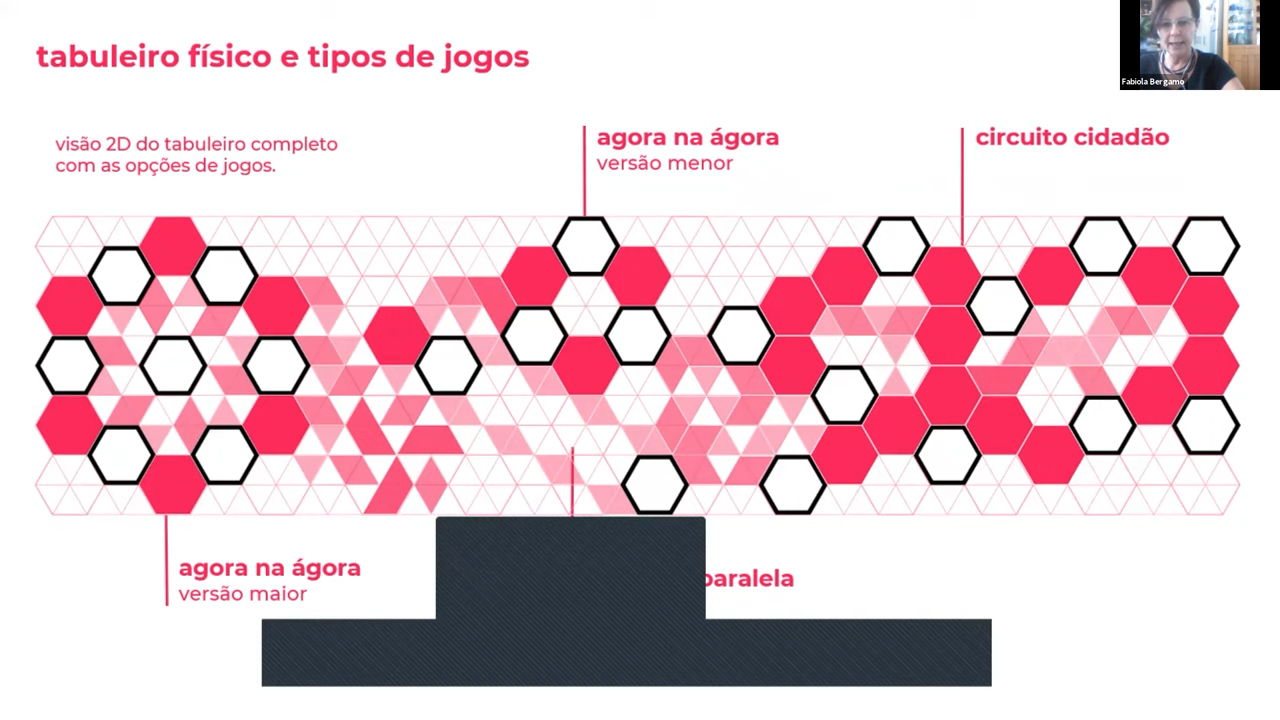 tabuleiro físico e tipos de jogos
Fabiola Bergamo
visão 2D do tabuleiro completo
com as opções de jogos.
agora na ágora
versão menor
circuito cidadão
agora na ágora
versão maior
paralela